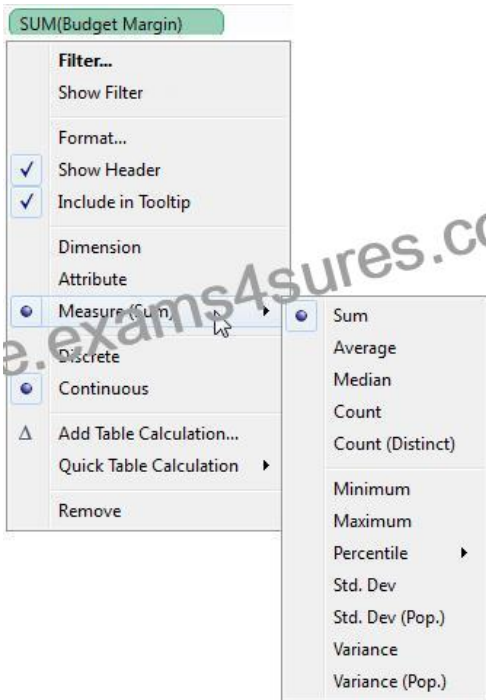 SUM(Budget Margin)
Filter...
Show Filter
Format...
Show Header
Include in Tooltip
Dimension
Attribute
Measure (Sum)
Discrete
Continuous
Δ Add Table Calculation...
Quick Table Calculation
Remove
Sum
Average
Median
Count
Count (Distinct)
Minimum
Maximum
Percentile
Std. Dev
Std. Dev (Pop.)
Variance
Variance (Pop.)
e.exams4sures.co